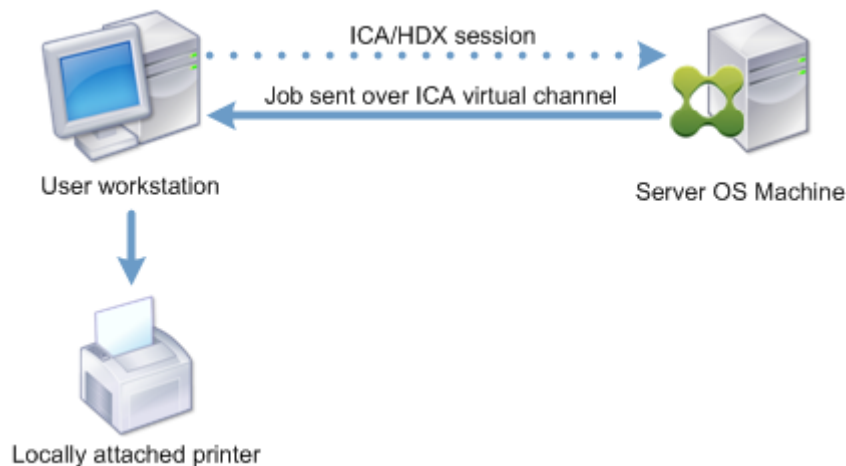 ICA/HDX session
Job sent over ICA virtual channel
User workstation
Server OS Machine
Locally attached printer